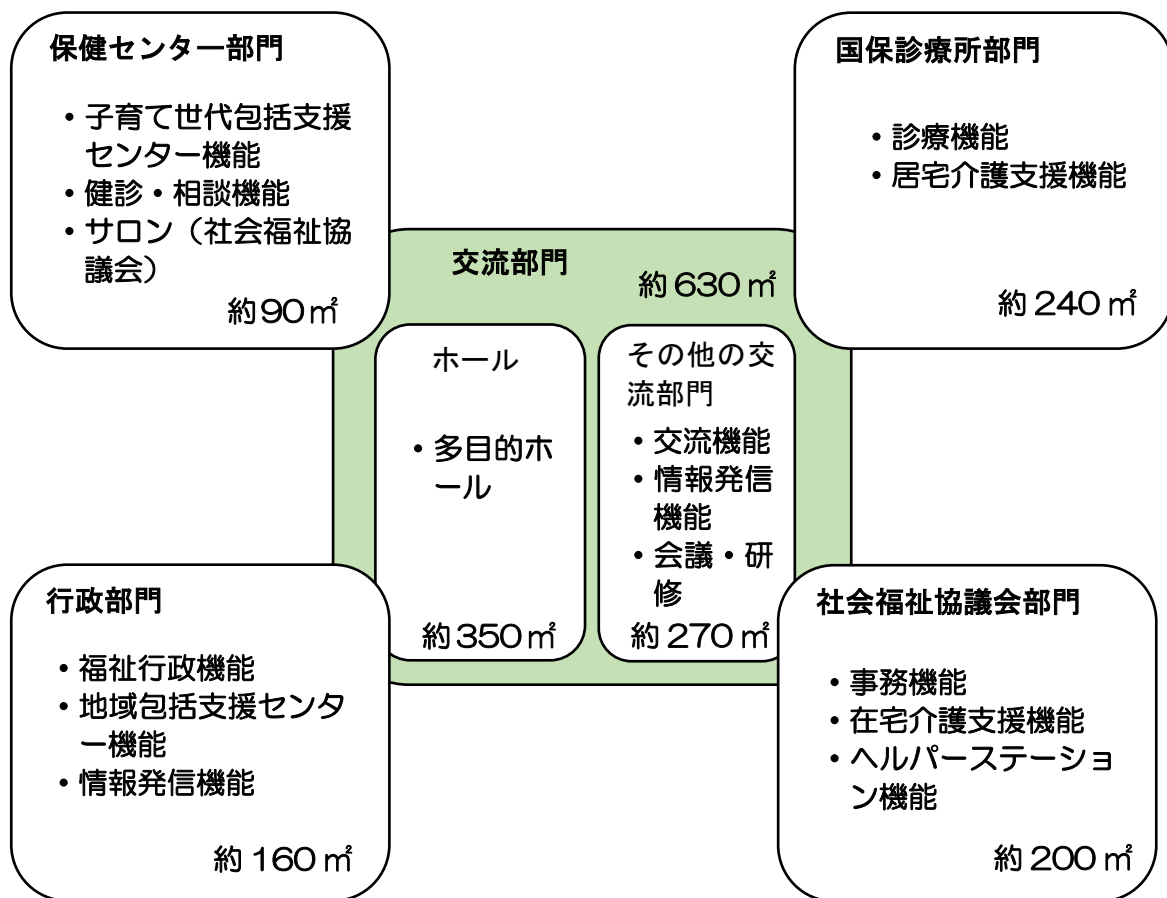 保健センター部門
・子育て世代包括支援
センター機能
・健診・相談機能
・サロン（社会福祉協
議会）
約90㎡
国保診療所部門
・診療機能
・居宅介護支援機能
約240㎡
交流部門
約630㎡
ホール
・多目的ホ
ール
約350㎡
その他の交
流部門
・交流機能
・情報発信
機能
・会議・研
修
約270㎡
行政部門
・福祉行政機能
・地域包括支援センタ
ー機能
・情報発信機能
約160㎡
社会福祉協議会部門
・事務機能
・在宅介護支援機能
・ヘルパーステーショ
ン機能
約200㎡